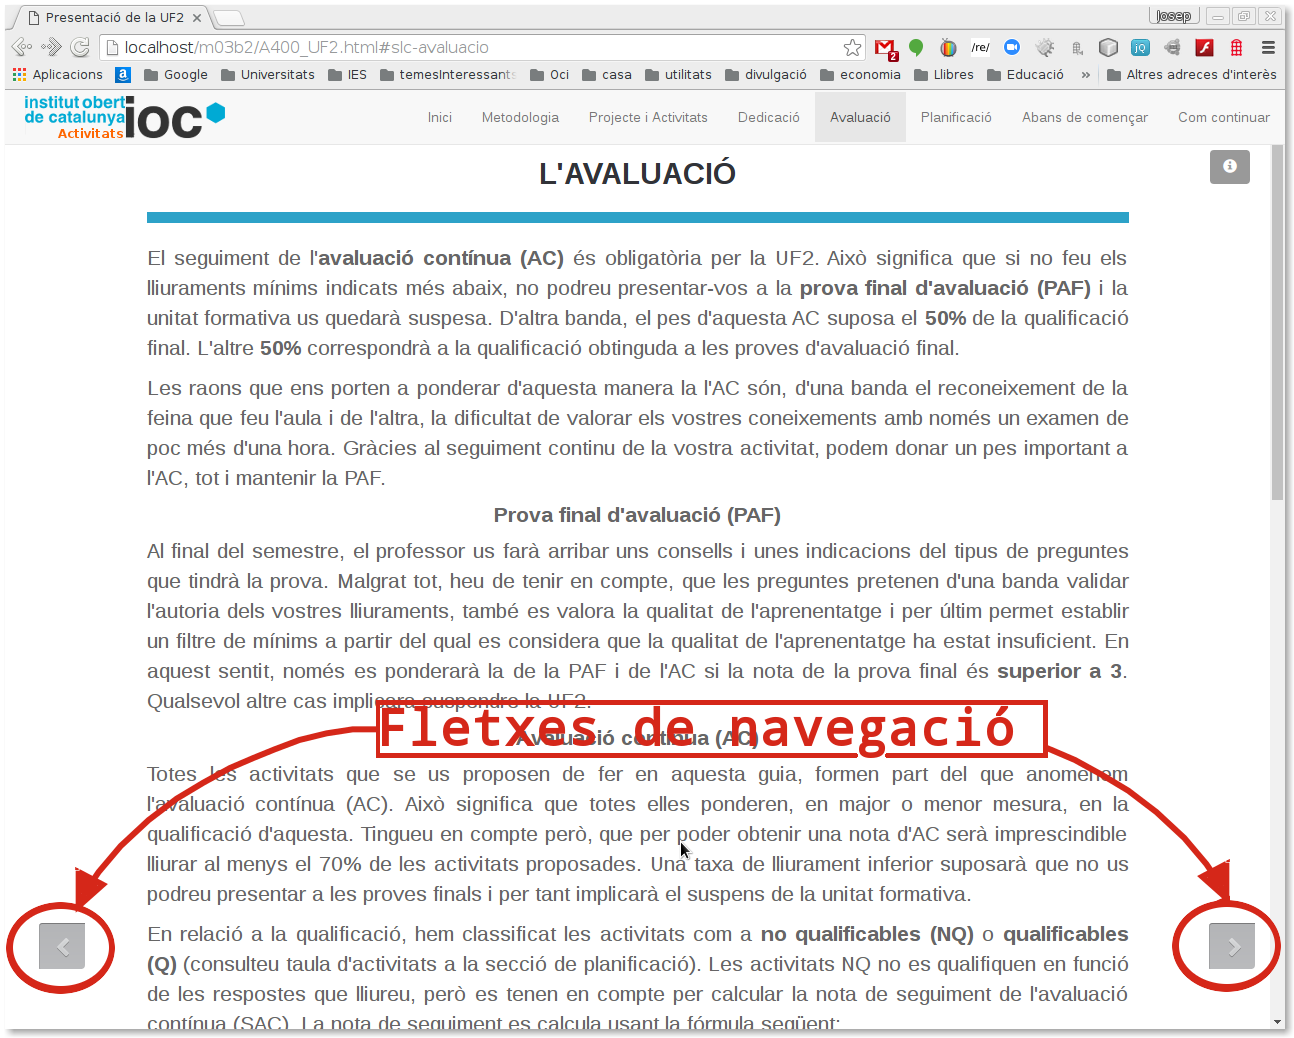 Presentació de la UF2
Josep
localhost/m03b2/A400_UF2.html#slc-avaluacio
2
/re/
jQ
Aplicacions
a
Google
Universitats
IES
temesInteressants
Oci
casa
utilitats
divulgació
economia
Llibres
Educació
»
Altres adreces d'interès
institut obert
de catalunya
Activitats
ioc
Inici
Metodologia
Projecte i Activitats
Dedicació
Avaluació
Planificació
Abans de començar
Com continuar
L'AVALUACIÓ
El seguiment de l'avaluació contínua (AC) és obligatòria per la UF2. Això significa que si no feu els
lliuraments mínims indicats més abaix, no podreu presentar-vos a la prova final d'avaluació (PAF) i la
unitat formativa us quedarà suspesa. D'altra banda, el pes d'aquesta AC suposa el 50% de la qualificació
final. L'altre 50% correspondrà a la qualificació obtinguda a les proves d'avaluació final.
Les raons que ens porten a ponderar d'aquesta manera la l'AC són, d'una banda el reconeixement de la
feina que feu l'aula i de l'altra, la dificultat de valorar els vostres coneixements amb només un examen de
poc més d'una hora. Gràcies al seguiment continu de la vostra activitat, podem donar un pes important a
l'AC, tot i mantenir la PAF.
Prova final d'avaluació (PAF)
Al final del semestre, el professor us farà arribar uns consells i unes indicacions del tipus de preguntes
que tindrà la prova. Malgrat tot, heu de tenir en compte, que les preguntes pretenen d'una banda validar
l'autoria dels vostres lliuraments, també es valora la qualitat de l'aprenentatge i per últim permet establir
un filtre de mínims a partir del qual es considera que la qualitat de l'aprenentatge ha estat insuficient. En
aquest sentit, només es ponderarà la de la PAF i de l'AC si la nota de la prova final és superior a 3.
Qualsevol altre cas implicara suspendre la UF2.
Fletxes de navegació
Avaluació contínua (AC)
Totes les activitats que se us proposen de fer en aquesta guia, formen part del que anomenem
l'avaluació contínua (AC). Això significa que totes elles ponderen, en major o menor mesura, en la
qualificació d'aquesta. Tingueu en compte però, que per poder obtenir una nota d'AC serà imprescindible
lliurar al menys el 70% de les activitats proposades. Una taxa de lliurament inferior suposarà que no us
podreu presentar a les proves finals i per tant implicarà el suspens de la unitat formativa.
En relació a la qualificació, hem classificat les activitats com a no qualificables (NQ) o qualificables
(Q) (consulteu taula d'activitats a la secció de planificació). Les activitats NQ no es qualifiquen en funció
de les respostes que lliureu, però es tenen en compte per calcular la nota de seguiment de l'avaluació
contínua (SAC). La nota de seguiment es calcula usant la fórmula següent: